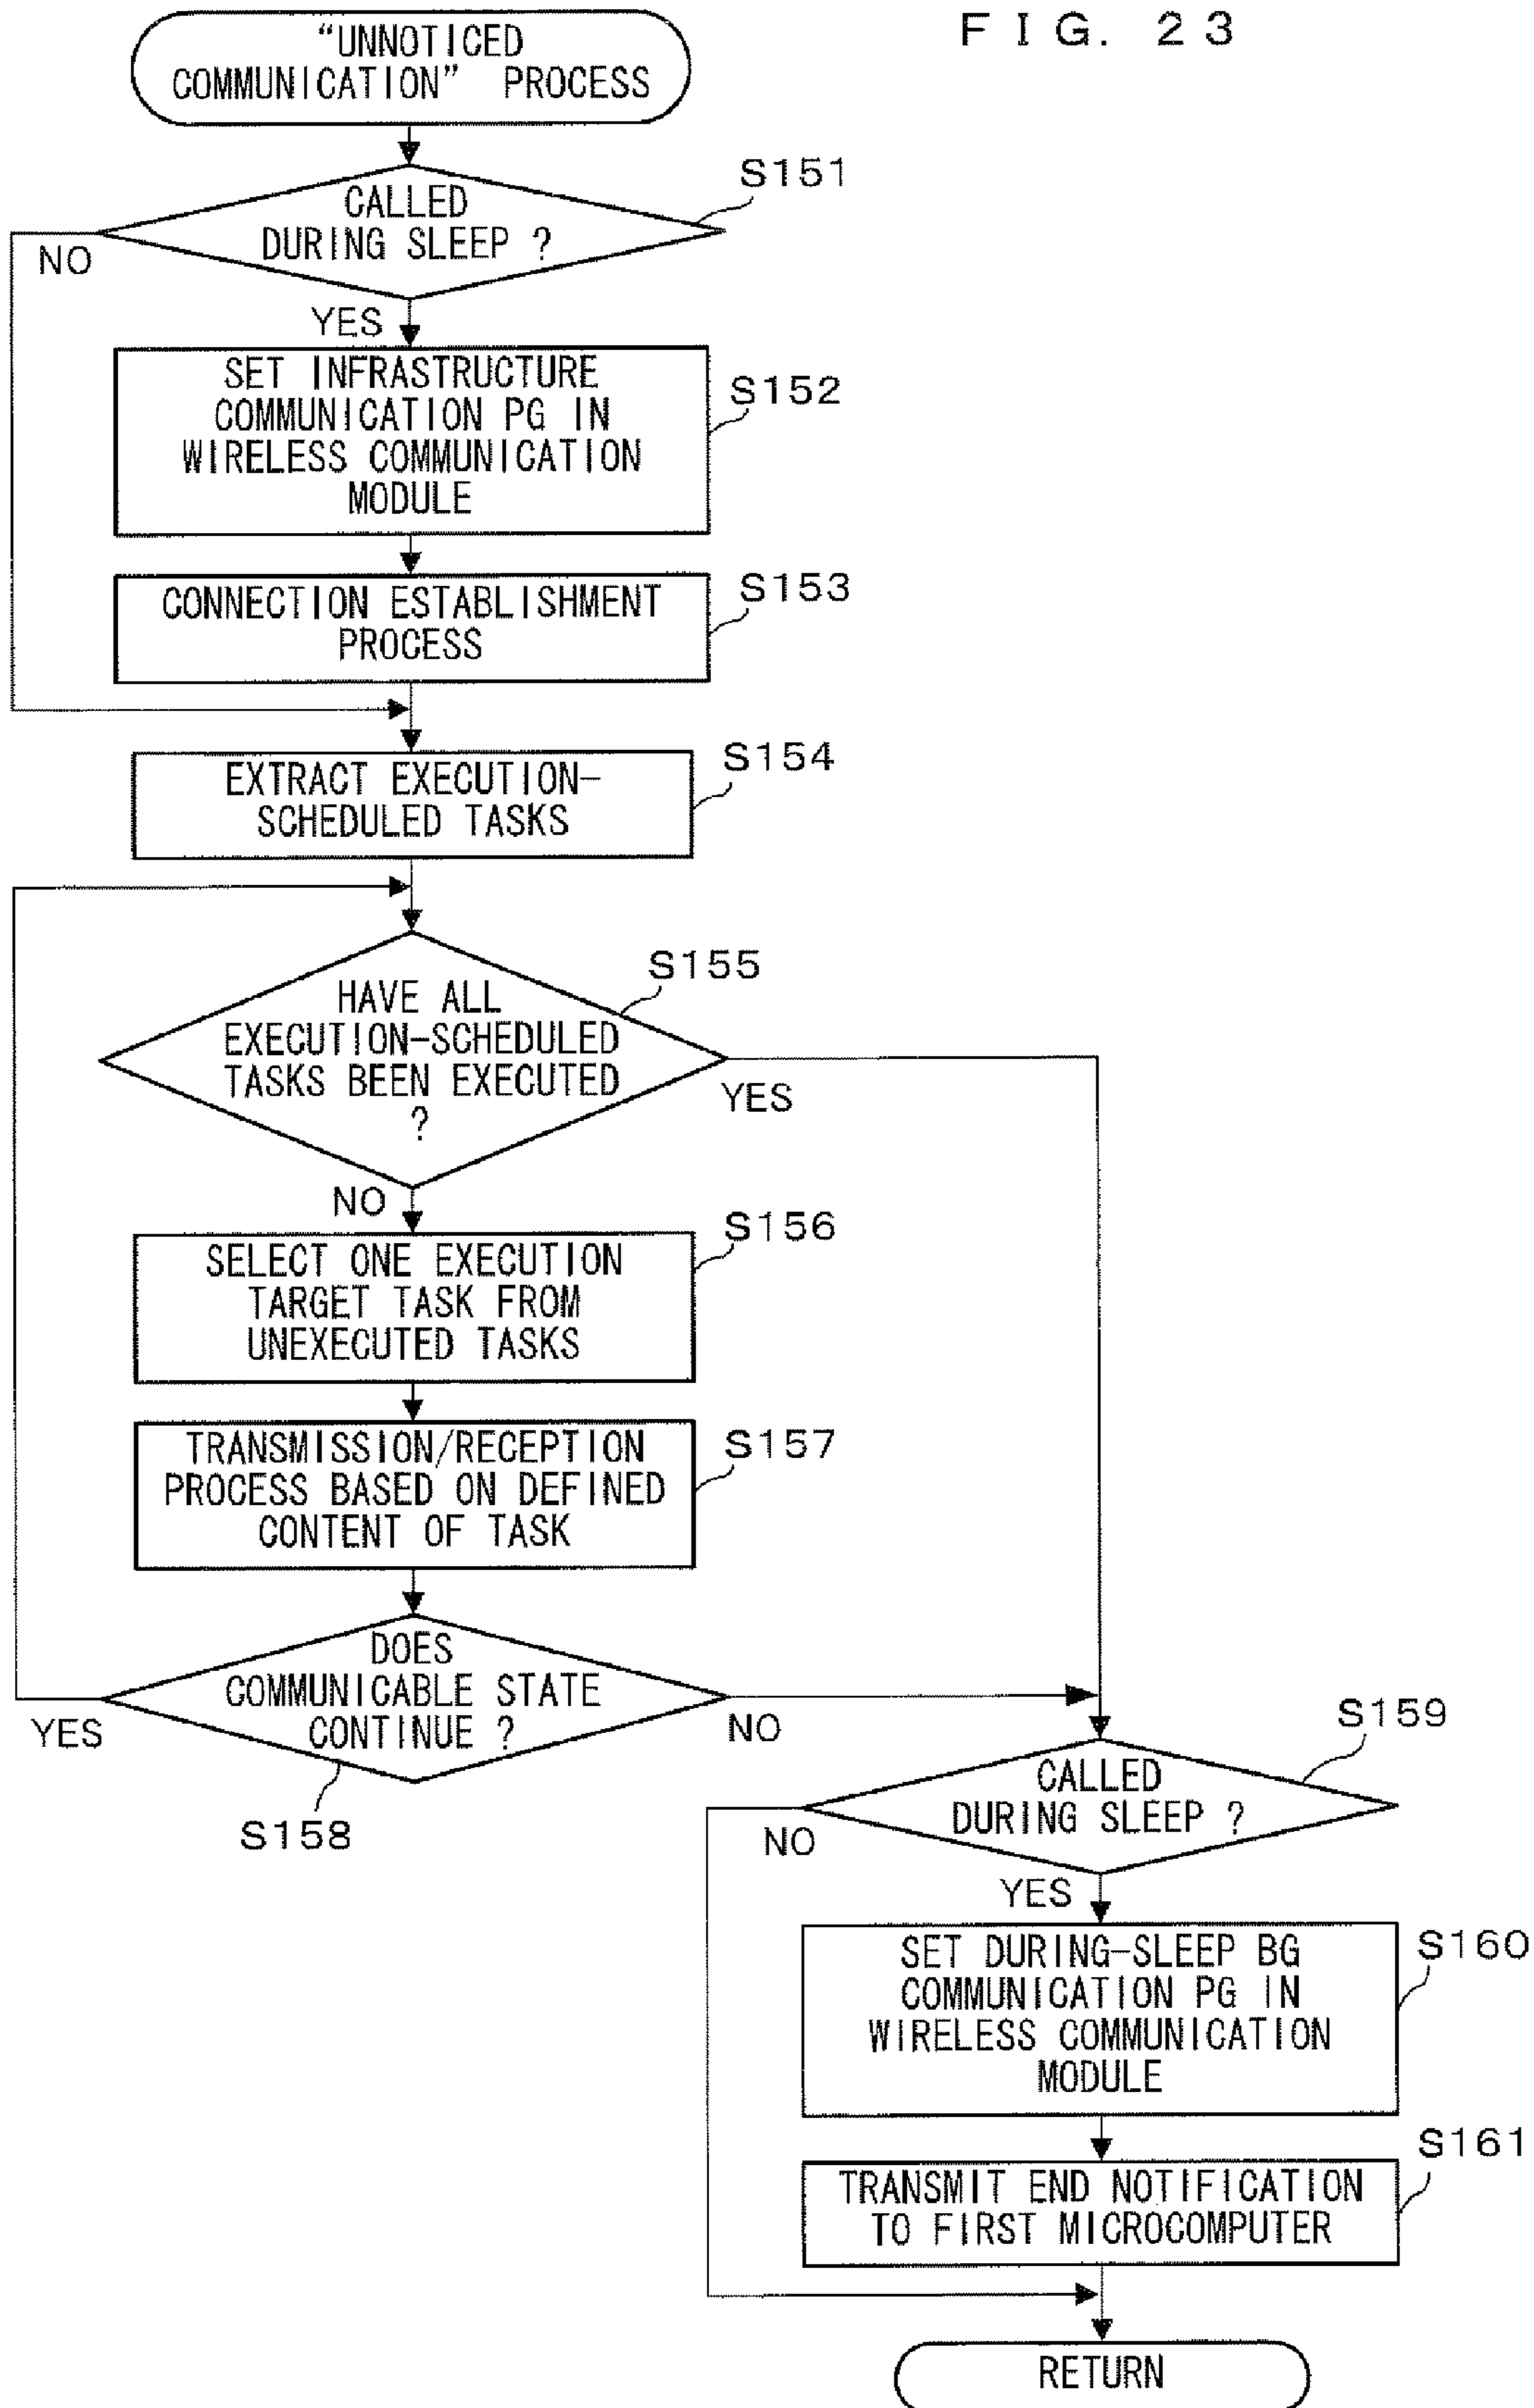 FIG. 23
“UNNOTICED
COMMUNICATION” PROCESS
S151
CALLED
DURING SLEEP ?
NO
YES
S152
SET INFRASTRUCTURE
COMMUNICATION PG IN
WIRELESS COMMUNICATION
MODULE
S153
CONNECTION ESTABLISHMENT
PROCESS
S154
EXTRACT EXECUTION-
SCHEDULED TASKS
S155
HAVE ALL
EXECUTION-SCHEDULED
TASKS BEEN EXECUTED
?
YES
NO
S156
SELECT ONE EXECUTION
TARGET TASK FROM
UNEXECUTED TASKS
S157
TRANSMISSION/RECEPTION
PROCESS BASED ON DEFINED
CONTENT OF TASK
DOES
COMMUNICABLE STATE
CONTINUE ?
YES
NO
S158
S159
CALLED
DURING SLEEP ?
NO
YES
S160
SET DURING-SLEEP BG
COMMUNICATION PG IN
WIRELESS COMMUNICATION
MODULE
S161
TRANSMIT END NOTIFICATION
TO FIRST MICROCOMPUTER
RETURN